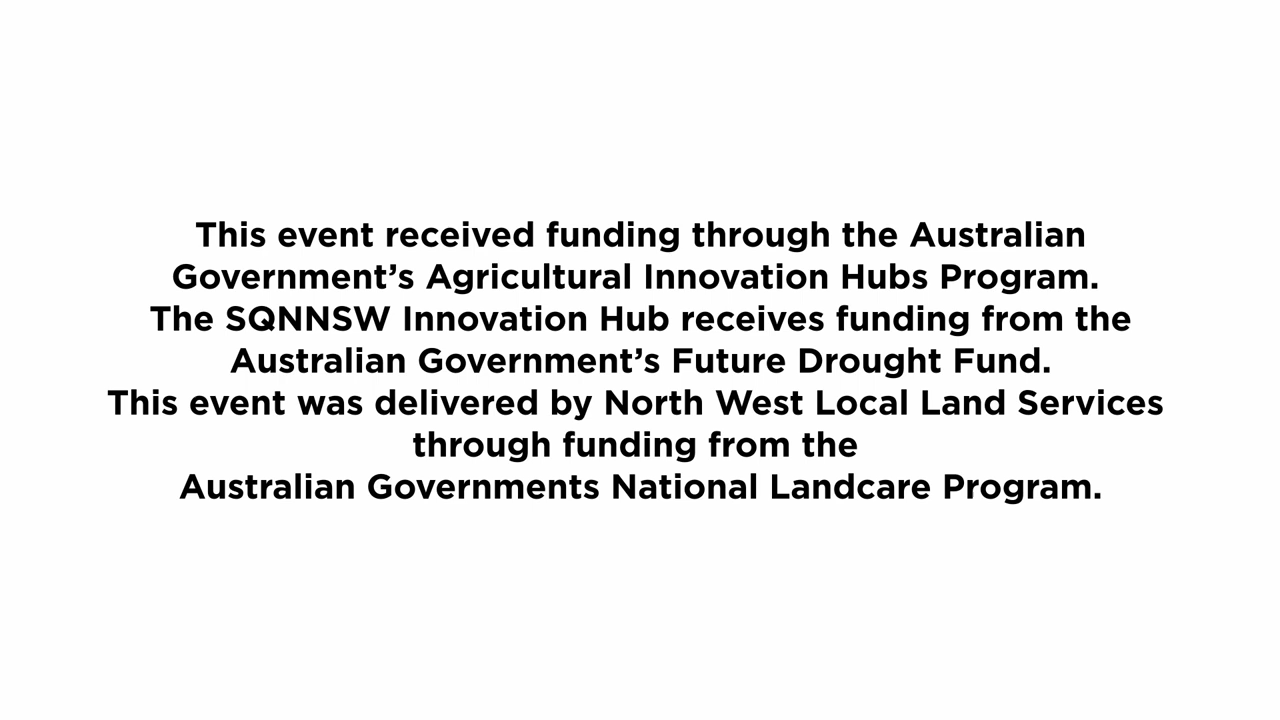 This event received funding through the Australian
Government’s Agricultural Innovation Hubs Program.
The SQNNSW Innovation Hub receives funding from the
Australian Government’s Future Drought Fund.
This event was delivered by North West Local Land Services
through funding from the
Australian Governments National Landcare Program.